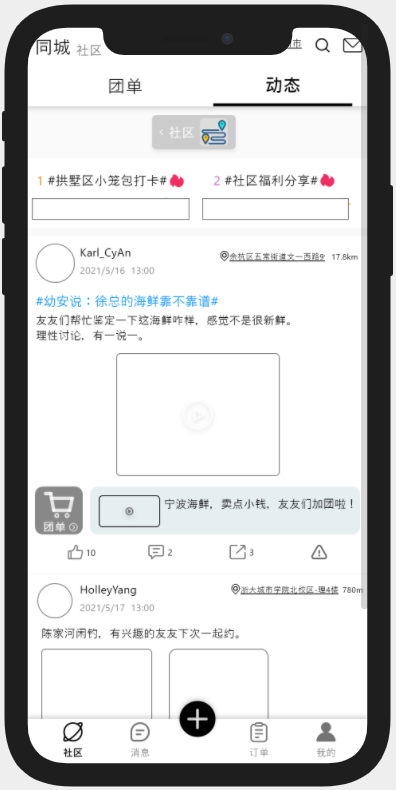 同城 社区
市
团单 动态
‹ 社区
1 #拱墅区小笼包打卡#
2 #社区福利分享#
Karl_CyAn
余杭区五常街道文一西路9 17.8km
2021/5/16 13:00
#幼安说：徐总的海鲜靠不靠谱#
友友们帮忙鉴定一下这海鲜咋样，感觉不是很新鲜。
理性讨论，有一说一。
宁波海鲜，卖点小钱，友友们加团啦！
团单
10 2 3
HolleyYang
浙大城市学院北校区-理4幢 780m
2021/5/17 13:00
陈家河闲钓，有兴趣的友友下次一起约。
社区 消息 订单 我的